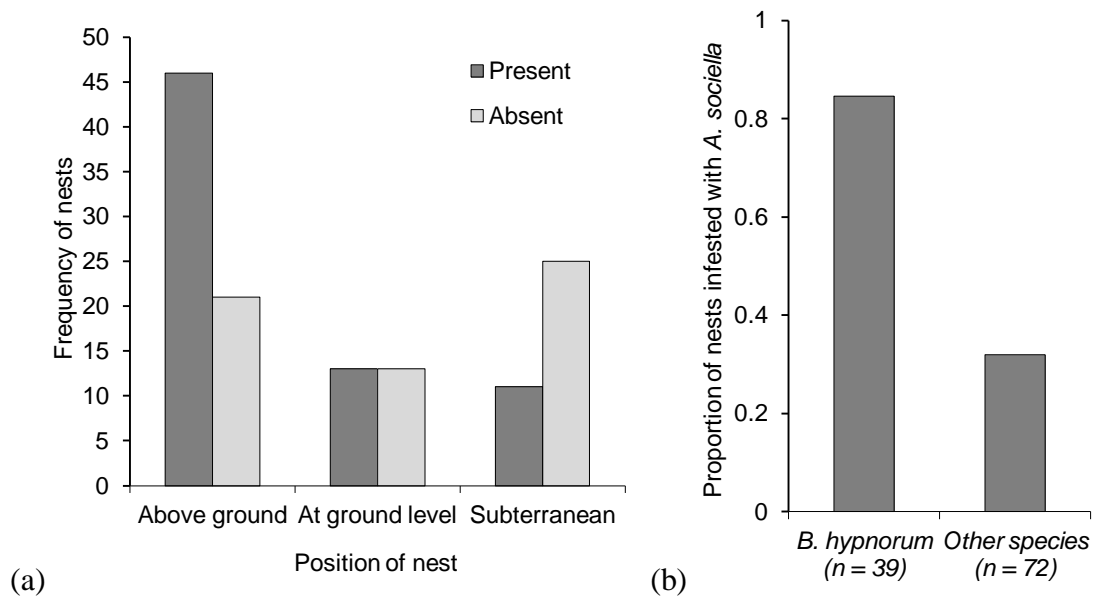 50
45
40
35
30
25
20
15
10
5
0
Frequency of nests
Present
Absent
Above ground At ground level Subterranean
Position of nest
(a)
1
0.8
0.6
0.4
0.2
0
Proportion of nests infested with A. sociella
B. hypnorum Other species
(n = 39) (n = 72)
(b)